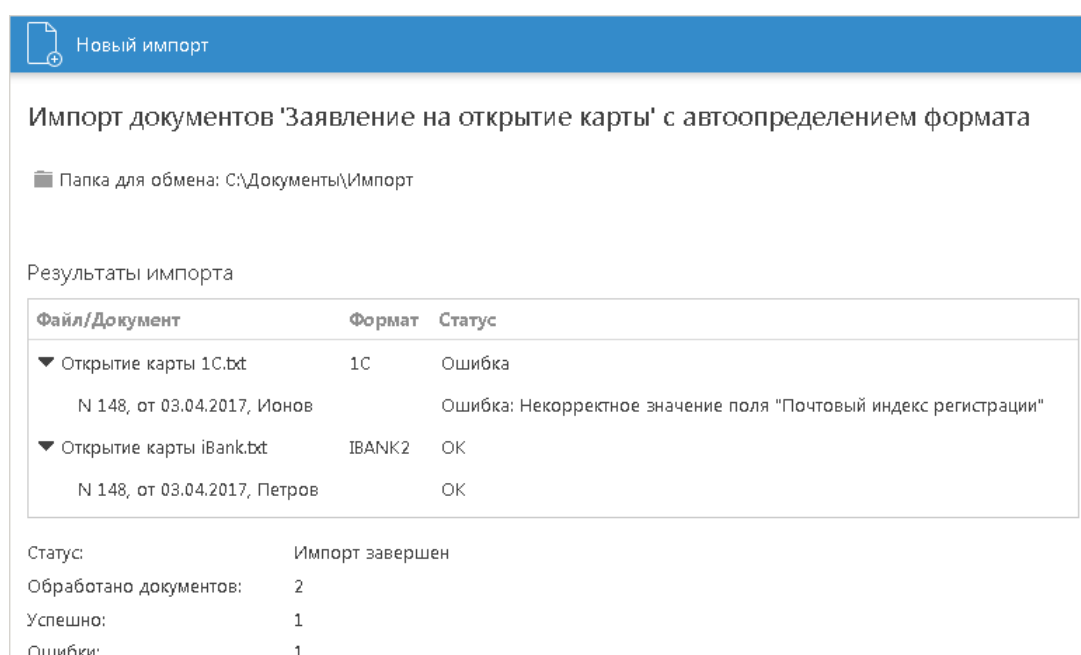 Новый импорт
Импорт документов 'Заявление на открытие карты' с автоопределением формата
Папка для обмена: C:\Документы\Импорт
Результаты импорта
Файл/Документ Формат Статус
Открытие карты 1C.txt 1C Ошибка
N 148, от 03.04.2017, Ионов Ошибка: Некорректное значение поля "Почтовый индекс регистрации"
Открытие карты iBank.txt IBANK2 OK
N 148, от 03.04.2017, Петров OK
Статус: Импорт завершен
Обработано документов: 2
Успешно: 1
Ошибки: 1